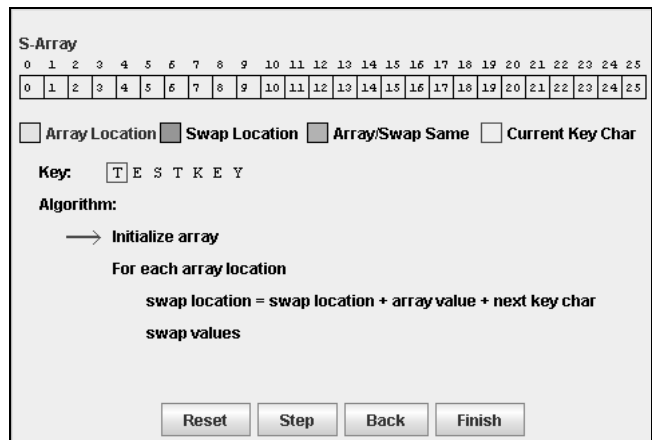 S-Array
0 1 2 3 4 5 6 7 8 9 10 11 12 13 14 15 16 17 18 19 20 21 22 23 24 25
0 1 2 3 4 5 6 7 8 9 10 11 12 13 14 15 16 17 18 19 20 21 22 23 24 25
Array Location Swap Location Array/Swap Same Current Key Char
Key: T E S T K E Y
Algorithm:
Initialize array
For each array location
swap location = swap location + array value + next key char
swap values
Reset Step Back Finish